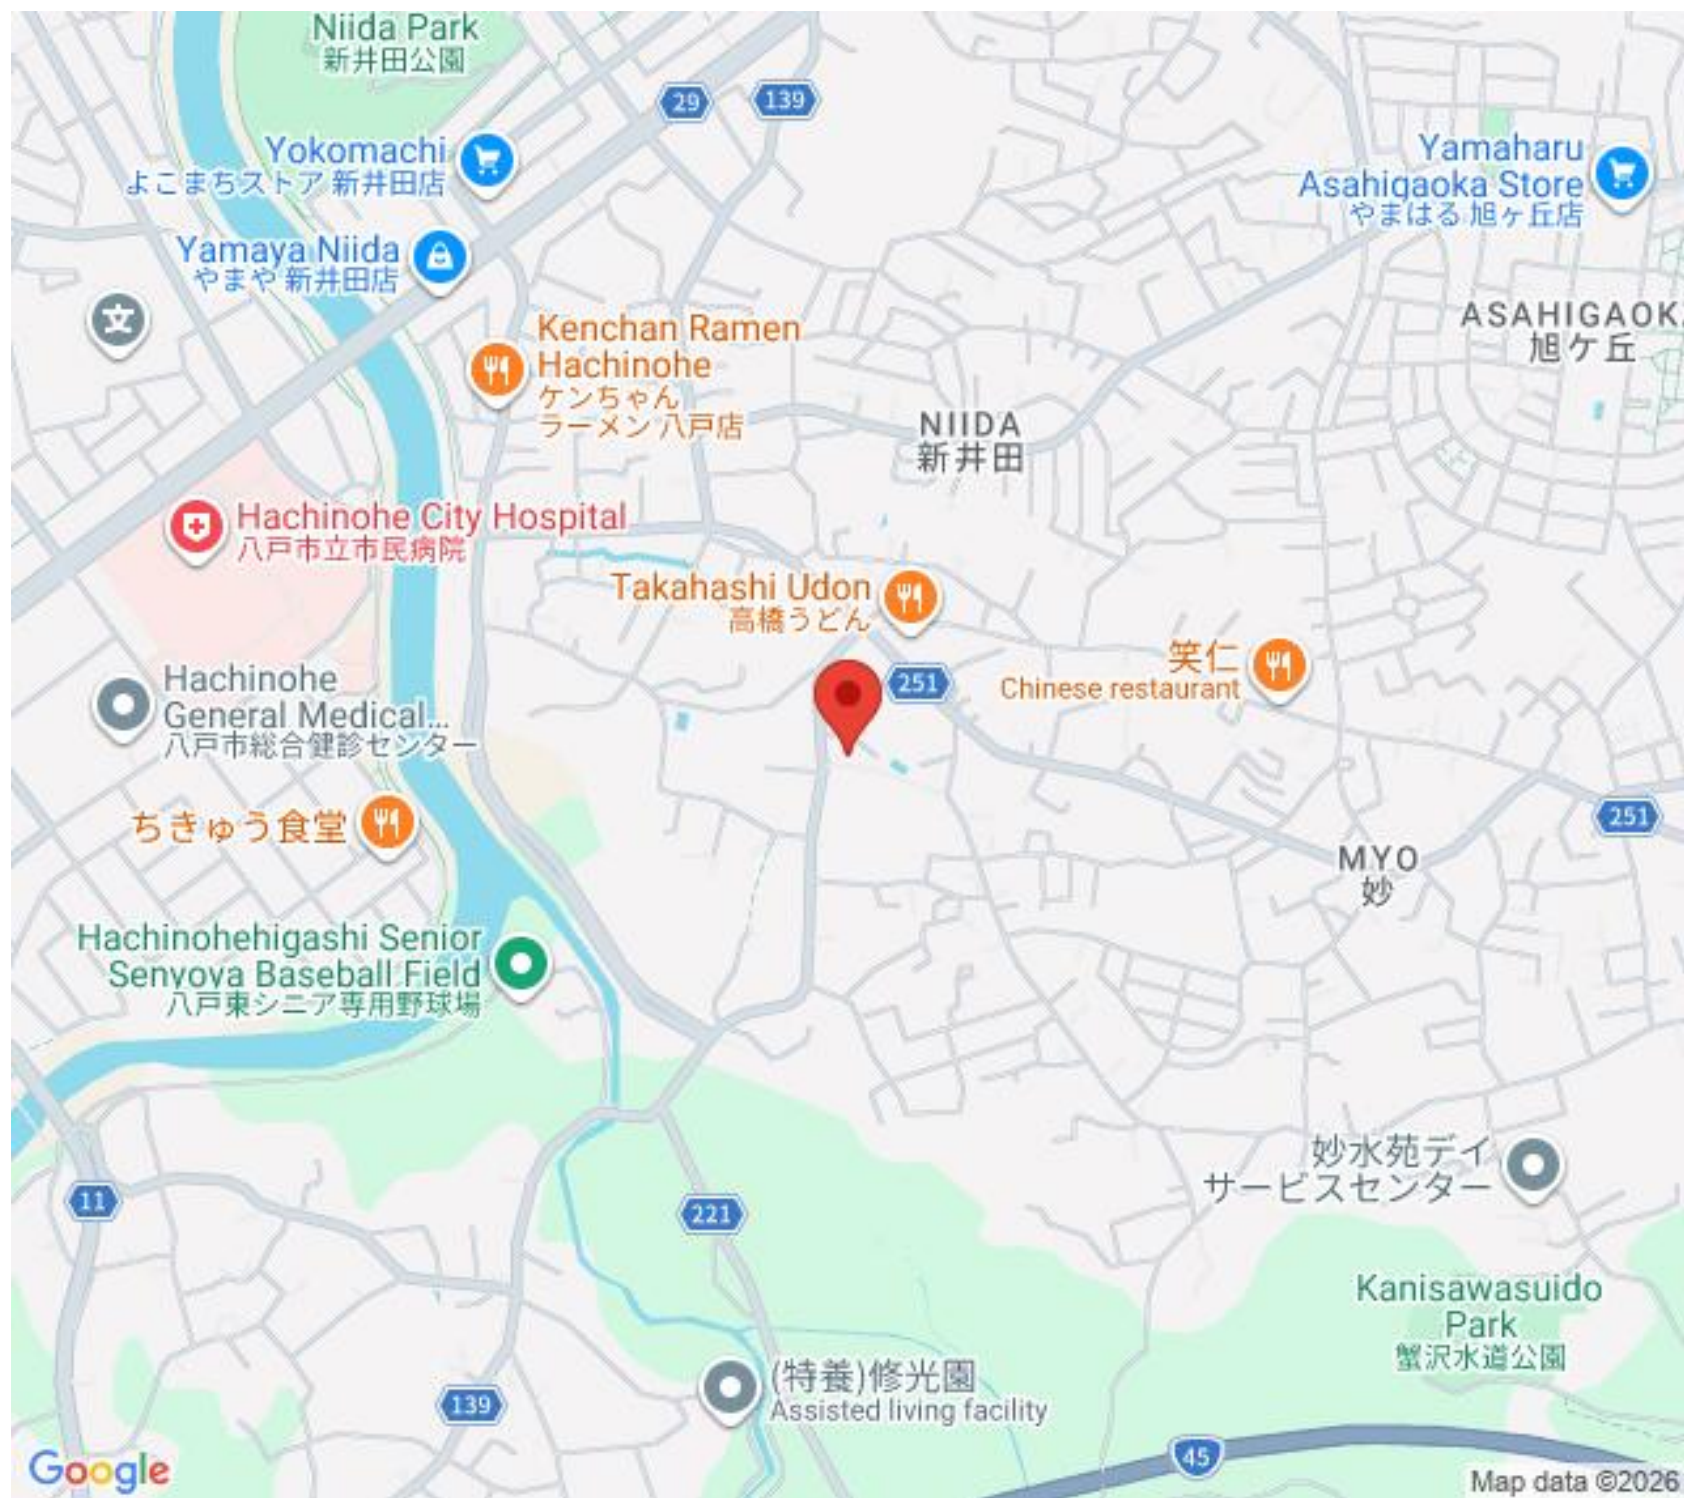 Niida Park
新井田公園
29
139
Yokomachi
よこまちストア 新井田店
Yamaharu
Asahigaoka Store
やまはる 旭ヶ丘店
Yamaya Niida
やまや 新井田店
文
Kenchan Ramen
Hachinohe
ケンちゃん
ラーメン 八戸店
ASAHIGAOKA
旭ケ丘
NIIDA
新井田
Hachinohe City Hospital
八戸市立市民病院
Takahashi Udon
高橋うどん
笑仁
Chinese restaurant
251
Hachinohe
General Medical...
八戸市総合健診センター
ちきゅう食堂
251
MYO
妙
Hachinohehigashi Senior
Senyoya Baseball Field
八戸東シニア専用野球場
妙水苑デイ
サービスセンター
11
221
Kanisawasuido
Park
蟹沢水道公園
(特養)修光園
Assisted living facility
139
45
Google
Map data ©2026